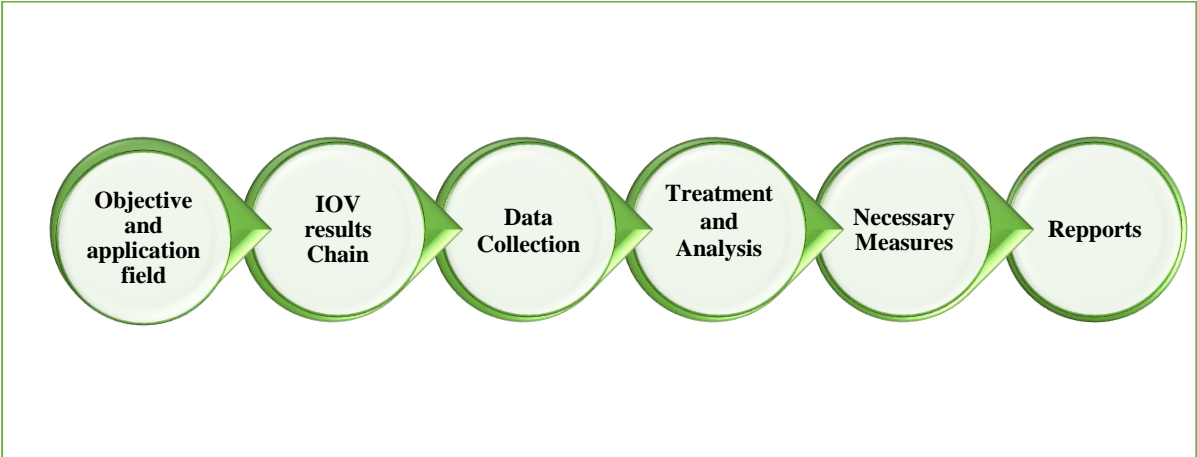 Objective
and
application
field
IOV
results
Chain
Data
Collection
Treatment
and
Analysis
Necessary
Measures
Repports